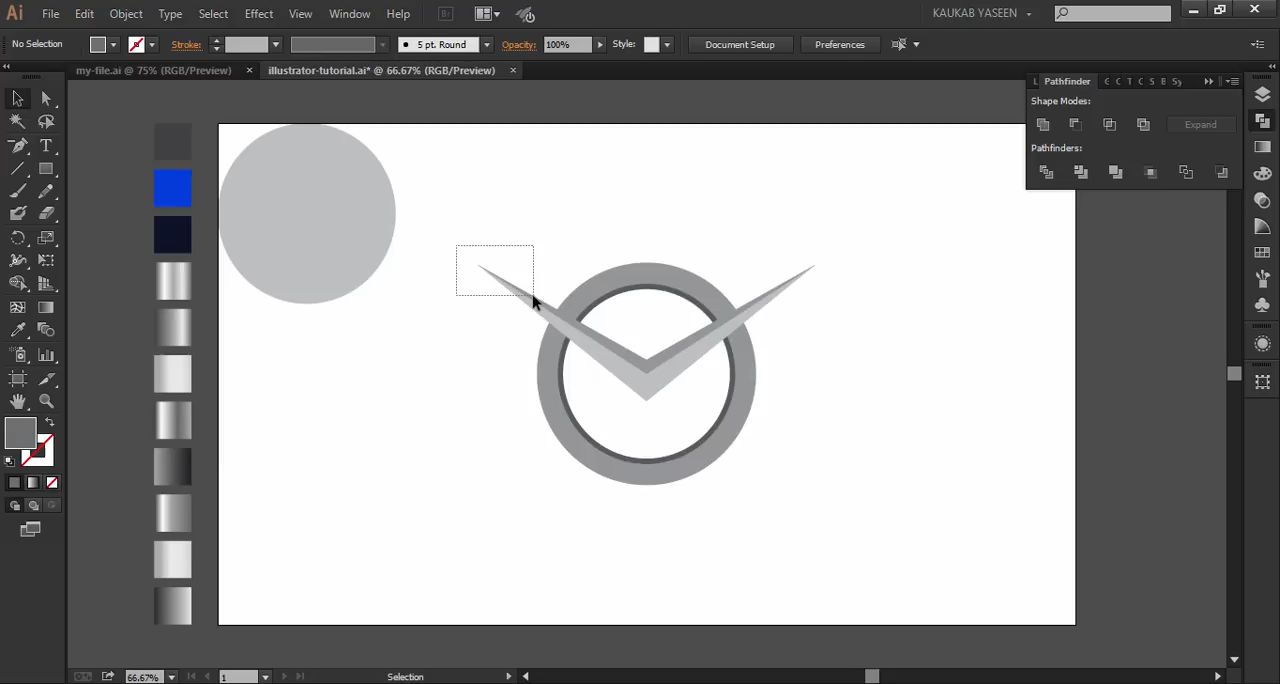 Ai File Edit Object Type Select Effect View Window Help Br KAUKAB YASEEN
No Selection Stroke: 5 pt. Round Opacity: 100% Style: Document Setup Preferences
my-file.ai @ 75% (RGB/Preview) × illustrator-tutorial.ai* @ 66.67% (RGB/Preview) ×
Pathfinder
Shape Modes:
Expand
Pathfinders:
66.67% 1 Selection